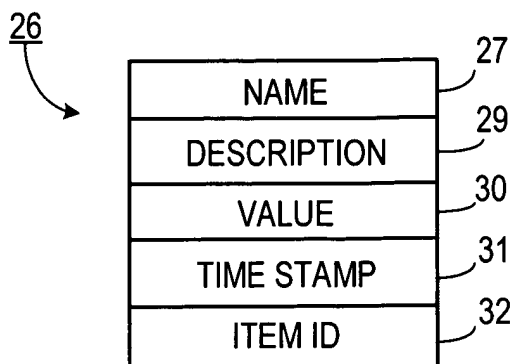 26
27
NAME
29
DESCRIPTION
30
VALUE
31
TIME STAMP
32
ITEM ID